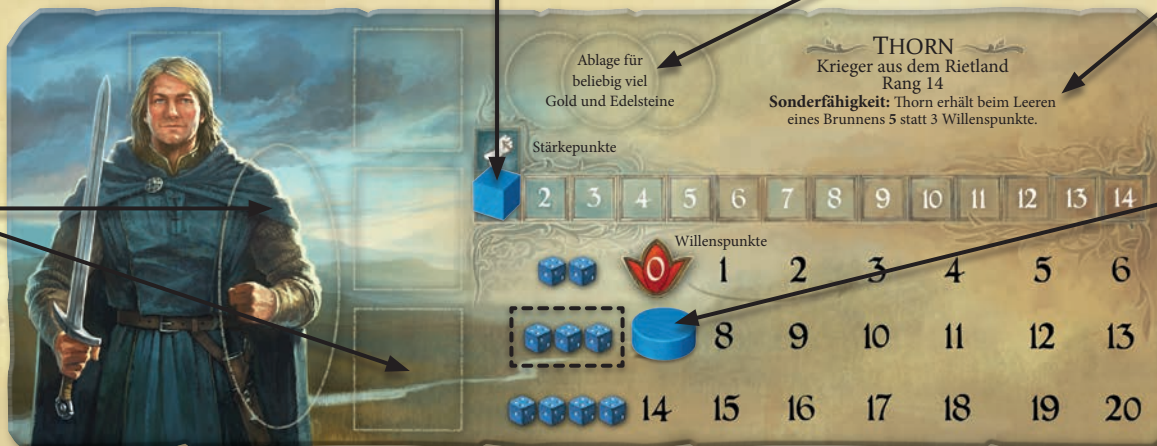 Ablage für
beliebig viel
Gold und Edelsteine
THORN
Krieger aus dem Rietland
Rang 14
Sonderfähigkeit: Thorn erhält beim Leeren
eines Brunnens 5 statt 3 Willenspunkte.
Stärkepunkte
2 3 4 5 6 7 8 9 10 11 12 13 14
Willenspunkte
0 1 2 3 4 5 6
8 9 10 11 12 13
14 15 16 17 18 19 20